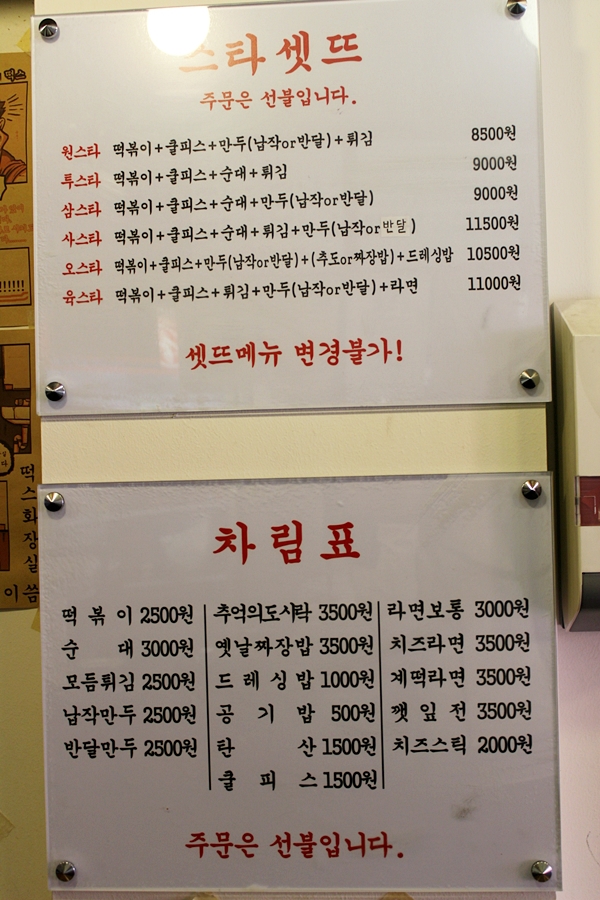 스타셋뜨
주문은 선불입니다.
원스타 떡볶이+쿨피스+만두(납작or반달)+튀김 8500원
투스타 떡볶이+쿨피스+순대+튀김 9000원
삼스타 떡볶이+쿨피스+순대+만두(납작or반달) 9000원
사스타 떡볶이+쿨피스+순대+튀김+만두(납작or반달) 11500원
오스타 떡볶이+쿨피스+만두(납작or반달)+(추도or짜장밥)+드레싱밥 10500원
육스타 떡볶이+쿨피스+튀김+만두(납작or반달)+라면 11000원
셋뜨메뉴 변경불가!
차림표
떡볶이 2500원
순대 3000원
모듬튀김 2500원
납작만두 2500원
반달만두 2500원
추억의도시락 3500원
옛날짜장밥 3500원
드레싱밥 1000원
공기밥 500원
탄산 1500원
쿨피스 1500원
라면보통 3000원
치즈라면 3500원
계떡라면 3500원
깻잎전 3500원
치즈스틱 2000원
주문은 선불입니다.
떡스화장실
이씀